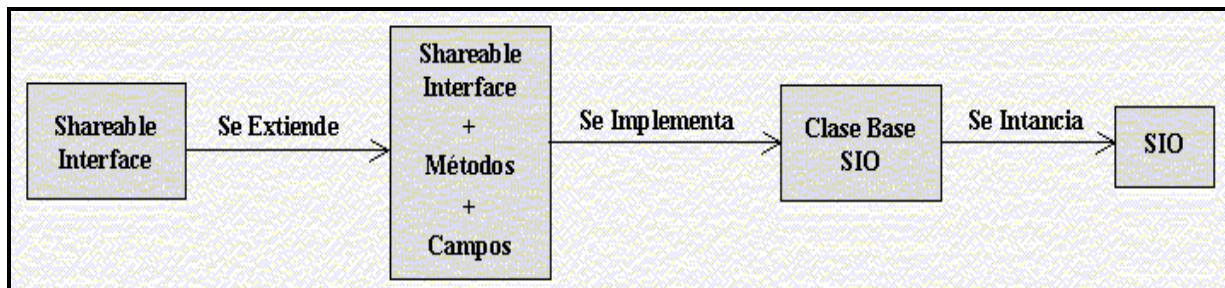 Shareable
Interface
Se Extiende
Shareable
Interface
+
Métodos
+
Campos
Se Implementa
Clase Base
SIO
Se Intancia
SIO